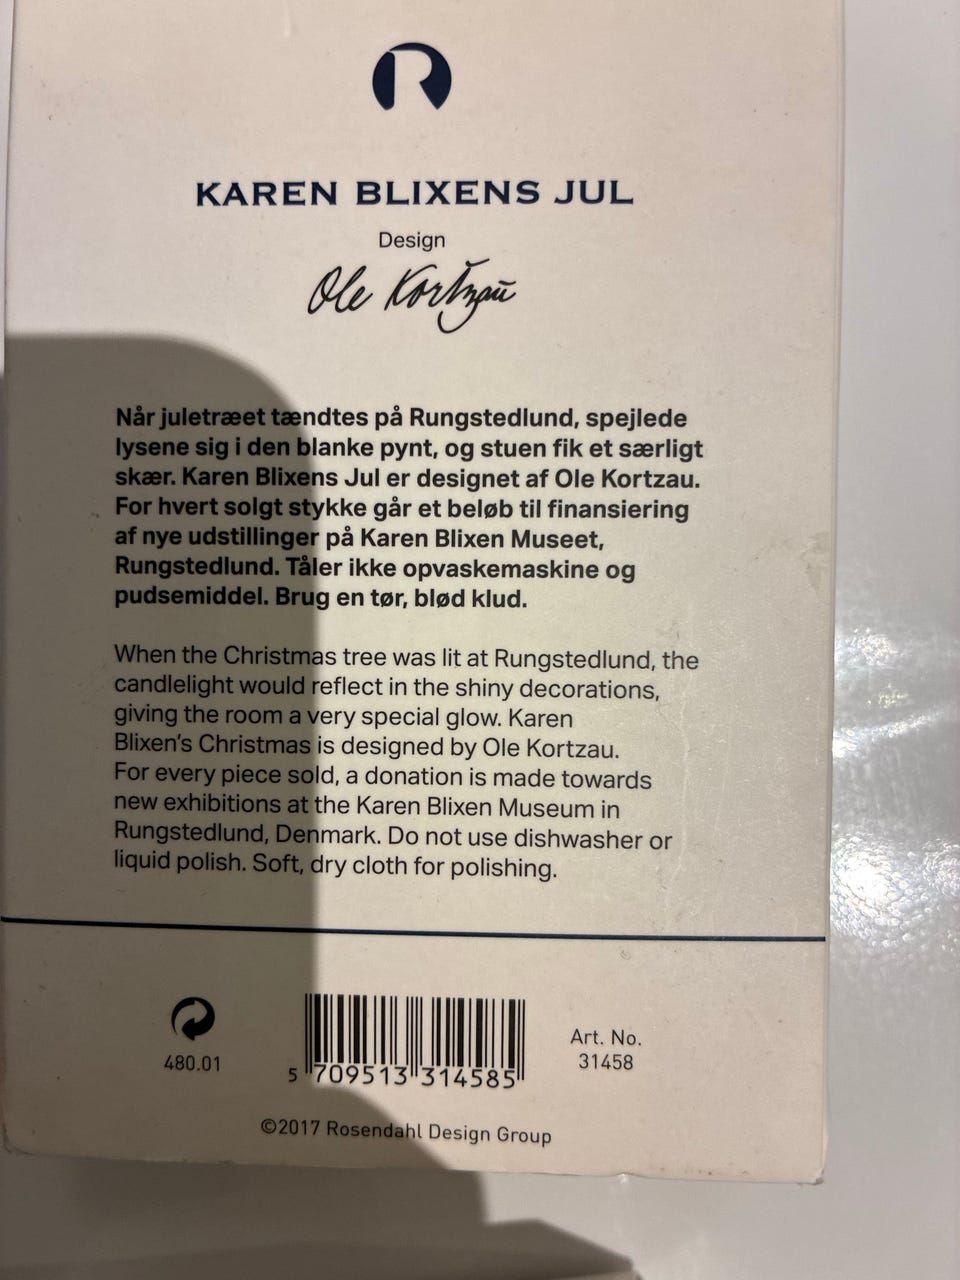 R
KAREN BLIXENS JUL
Design
Ole Kortzau
Når juletræet tændtes på Rungstedlund, spejlede
lysene sig i den blanke pynt, og stuen fik et særligt
skær. Karen Blixens Jul er designet af Ole Kortzau.
For hvert solgt stykke går et beløb til finansiering
af nye udstillinger på Karen Blixen Museet,
Rungstedlund. Tåler ikke opvaskemaskine og
pudsemiddel. Brug en tør, blød klud.
When the Christmas tree was lit at Rungstedlund, the
candlelight would reflect in the shiny decorations,
giving the room a very special glow. Karen
Blixen's Christmas is designed by Ole Kortzau.
For every piece sold, a donation is made towards
new exhibitions at the Karen Blixen Museum in
Rungstedlund, Denmark. Do not use dishwasher or
liquid polish. Soft, dry cloth for polishing.
480.01
5 709513 314585
Art. No.
31458
©2017 Rosendahl Design Group